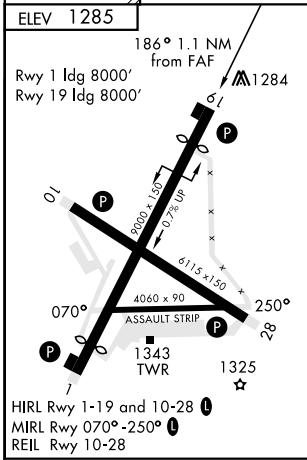 ELEV 1285
186° 1.1 NM
from FAF
Rwy 1 ldg 8000'
Rwy 19 ldg 8000'
1284
19
P
10
P
9000 x 150
0.7% UP
6115 x150
4060 x 90
070°
250°
ASSAULT STRIP
P
28
P
1343
TWR
1325
1
HIRL Rwy 1-19 and 10-28 L
MIRL Rwy 070° -250° L
REIL Rwy 10-28